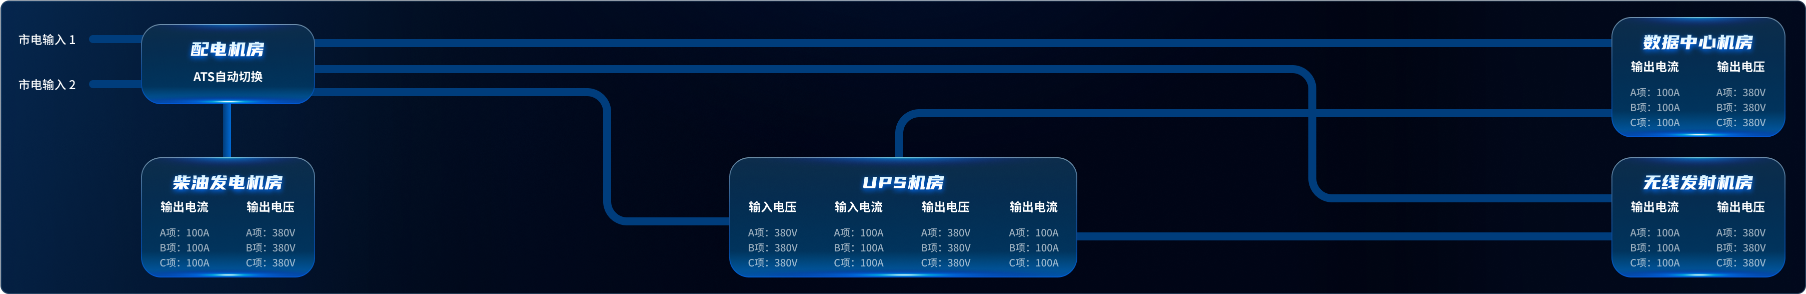 市电输入 1
市电输入 2
配电机房
ATS自动切换
柴油发电机房
输出电流 输出电压
A项：100A A项：380V
B项：100A B项：380V
C项：100A C项：380V
UPS机房
输入电压 输入电流 输出电压 输出电流
A项：380V A项：100A A项：380V A项：100A
B项：380V B项：100A B项：380V B项：100A
C项：380V C项：100A C项：380V C项：100A
数据中心机房
输出电流 输出电压
A项：100A A项：380V
B项：100A B项：380V
C项：100A C项：380V
无线发射机房
输出电流 输出电压
A项：100A A项：380V
B项：100A B项：380V
C项：100A C项：380V